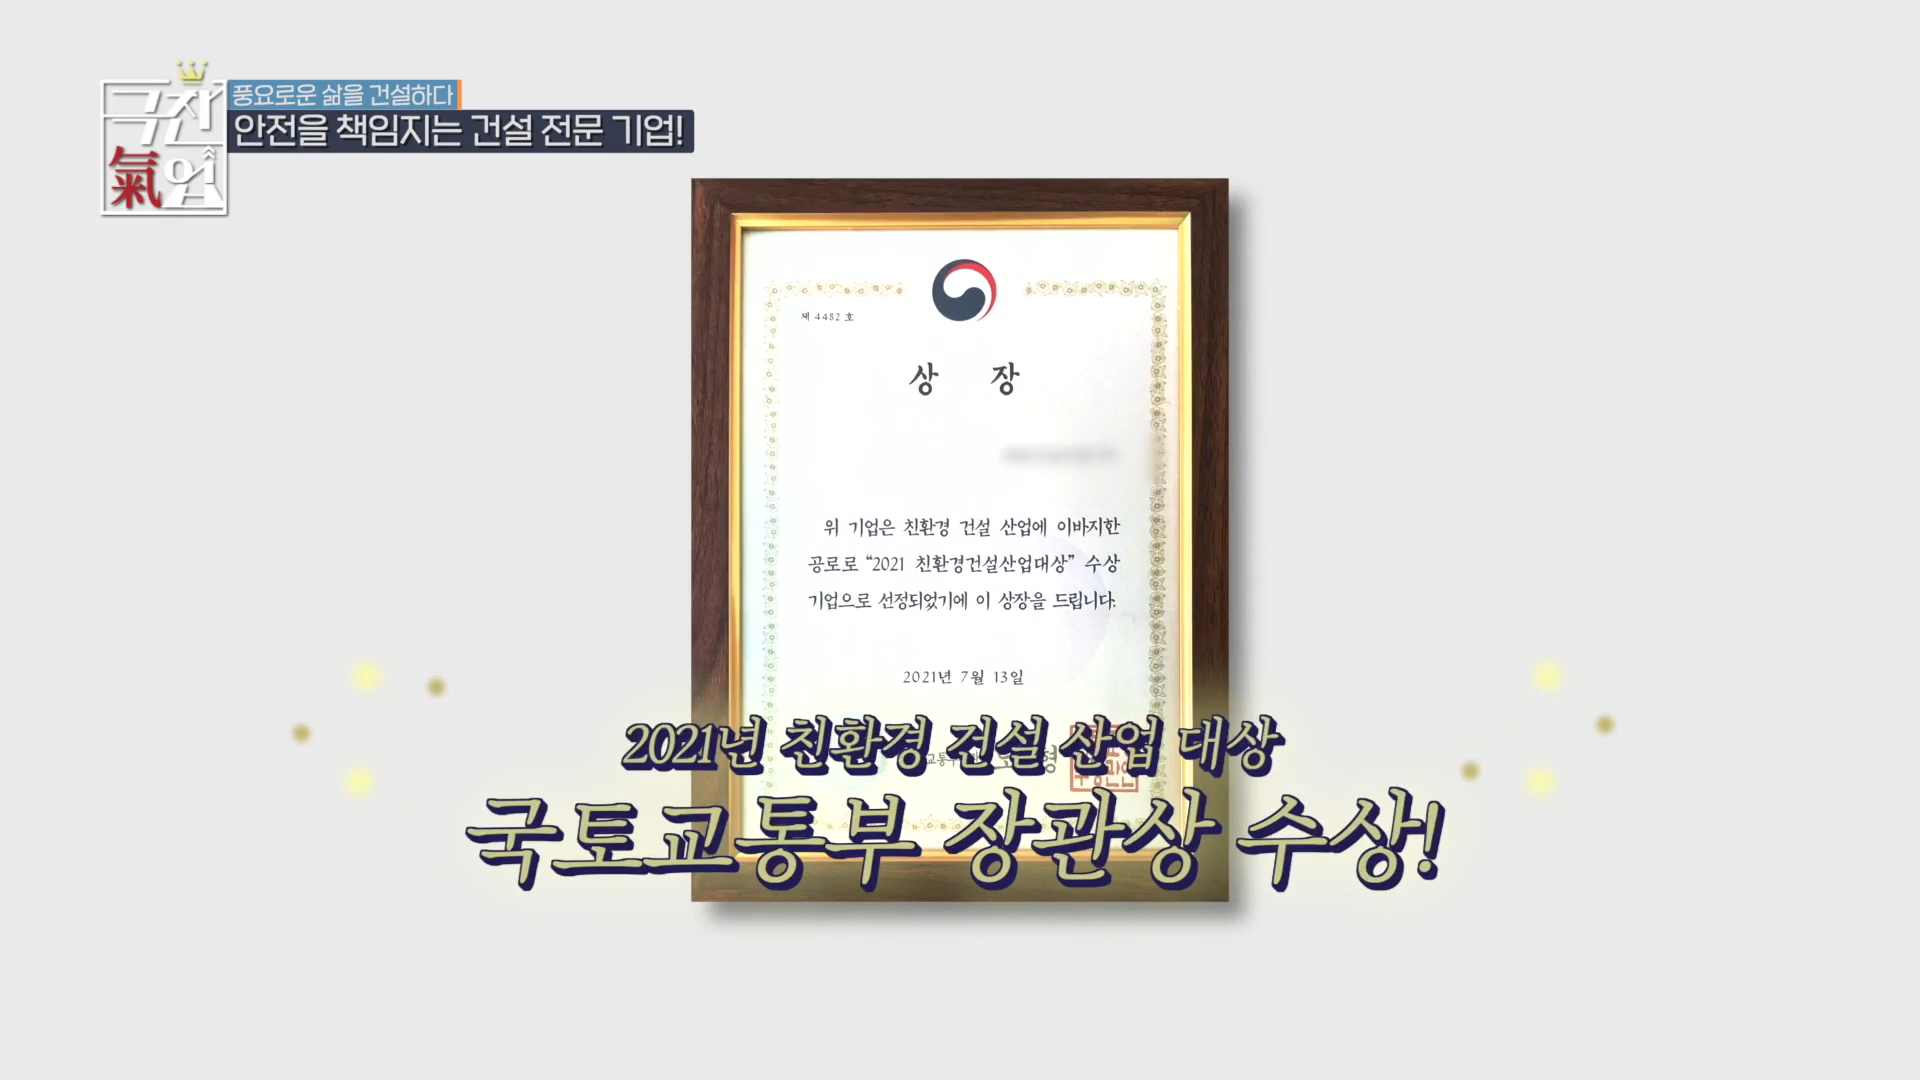 극찬
氣업
풍요로운 삶을 건설하다
안전을 책임지는 건설 전문 기업!
제 4482 호
상 장
위 기업은 친환경 건설 산업에 이바지한
공로로 "2021 친환경건설산업대상" 수상
기업으로 선정되었기에 이 상장을 드립니다.
2021년 7월 13일
2021년 친환경 건설 산업 대상
국토교통부 장관상 수상!